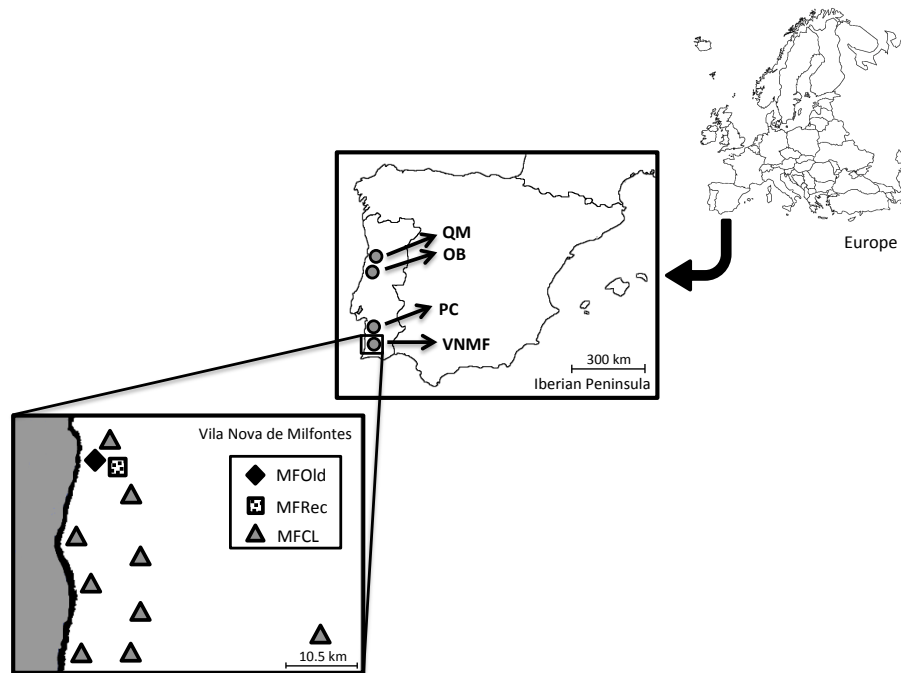 Europe
QM
OB
PC
VNMF
300 km
Iberian Peninsula
Vila Nova de Milfontes
MFOld
MFRec
MFCL
10.5 km